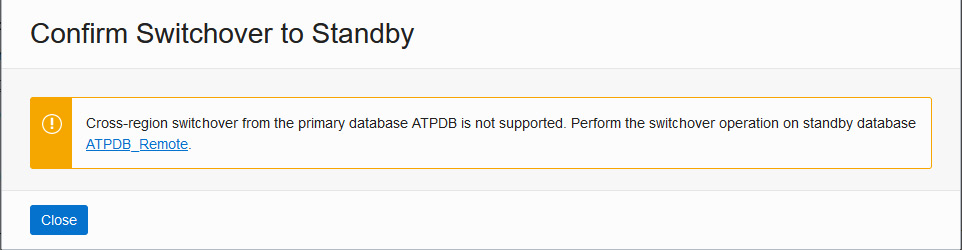 Confirm Switchover to Standby
Cross-region switchover from the primary database ATPDB is not supported. Perform the switchover operation on standby database
ATPDB_Remote.
Close